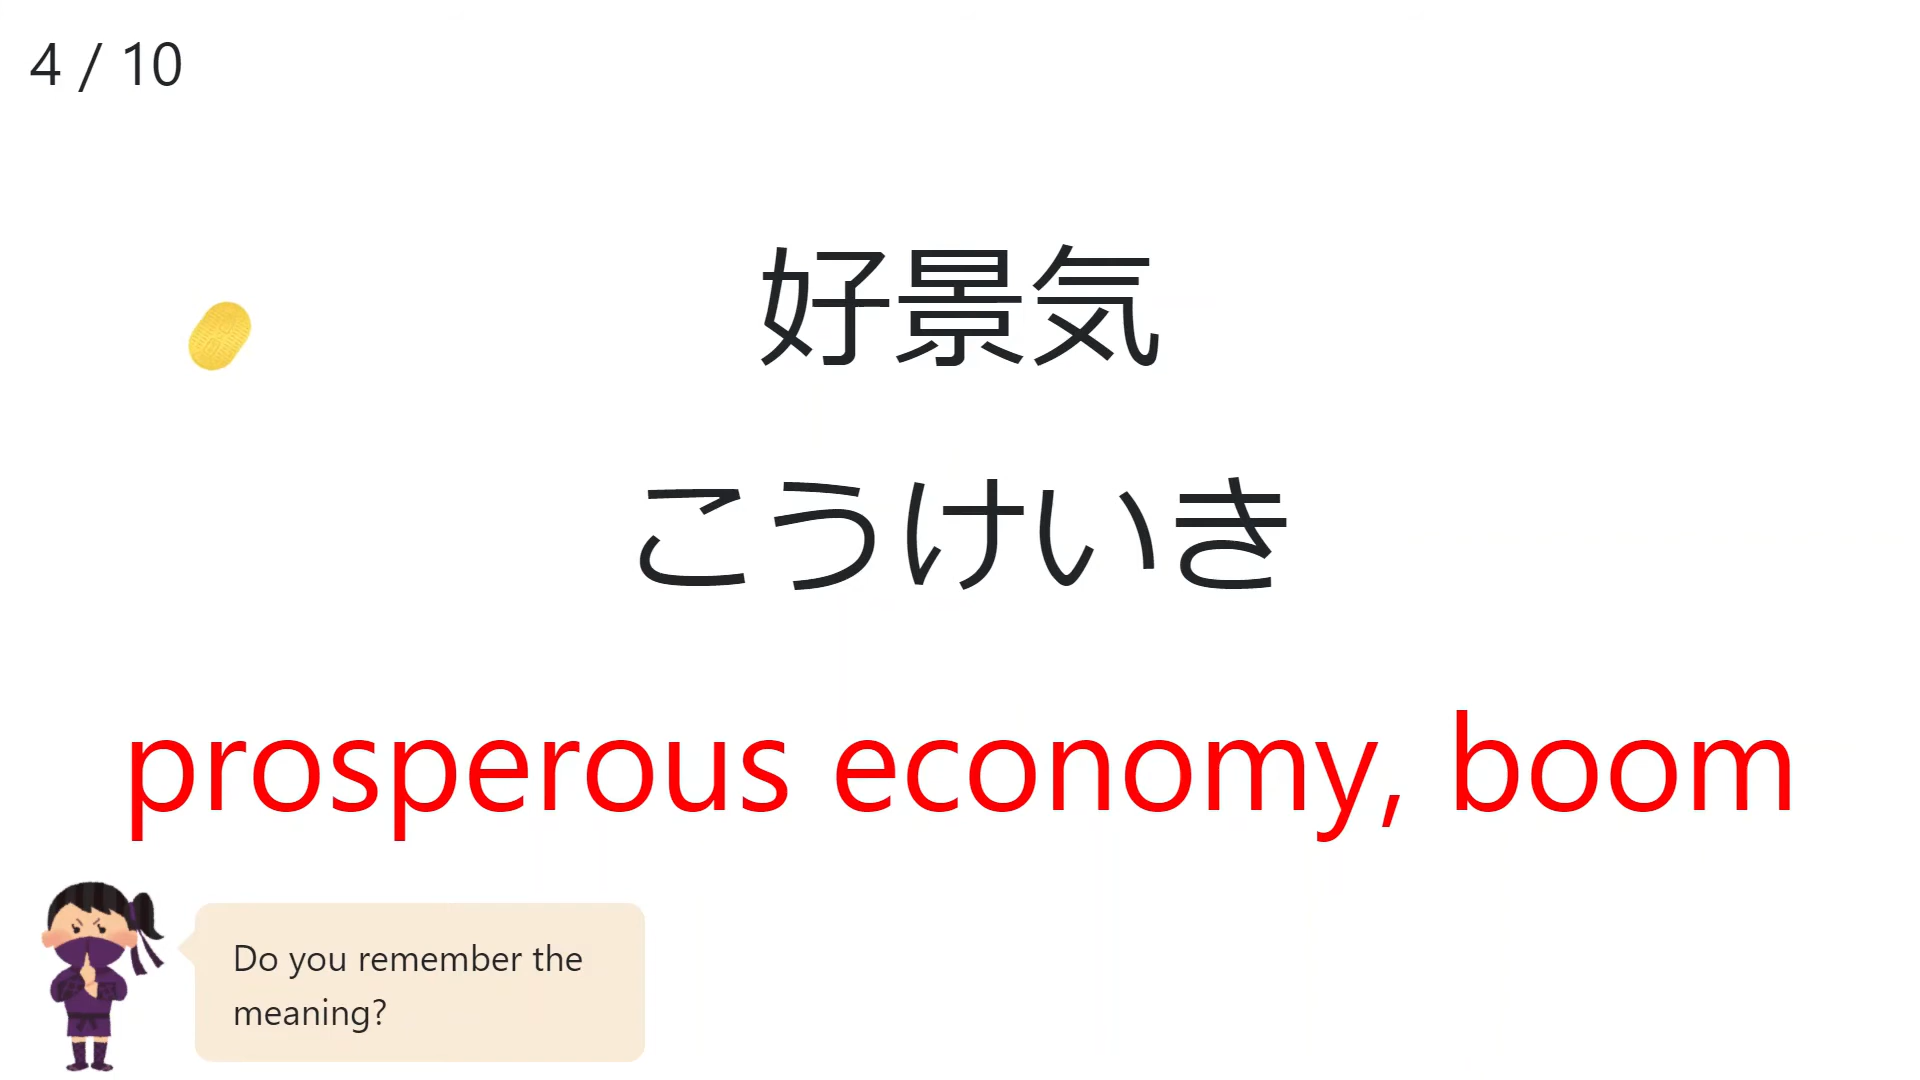 4 / 10
好景気
こうけいき
prosperous economy, boom
Do you remember the
meaning?